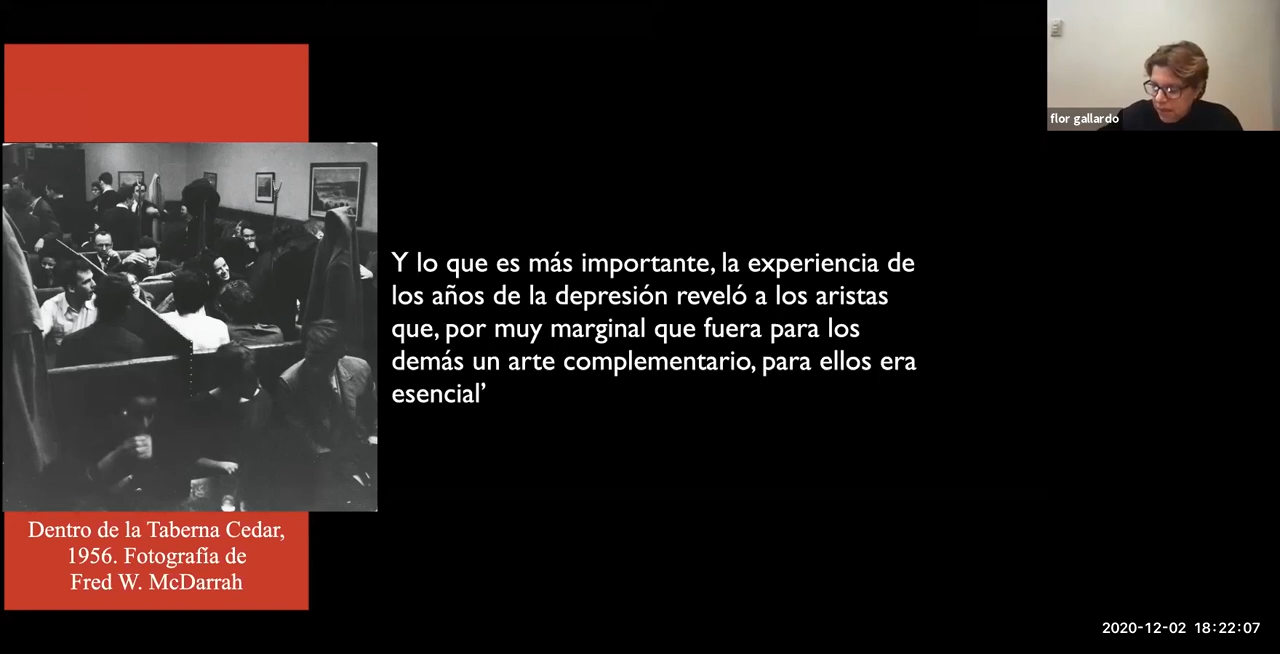 flor gallardo
Y lo que es más importante, la experiencia de
los años de la depresión reveló a los aristas
que, por muy marginal que fuera para los
demás un arte complementario, para ellos era
esencial’
Dentro de la Taberna Cedar,
1956. Fotografía de
Fred W. McDarrah
2020-12-02 18:22:07